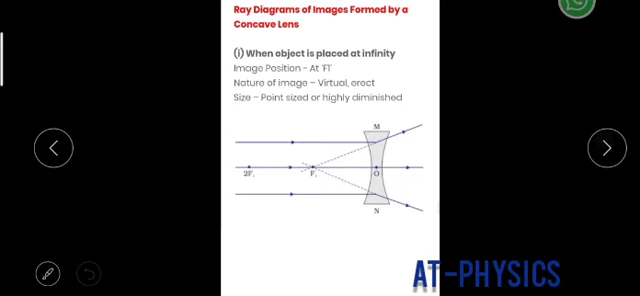 Ray Diagrams of Images Formed by a
Concave Lens
(i) When object is placed at infinity
Image Position - At 'F1'
Nature of image – Virtual, erect
Size – Point sized or highly diminished
M
2F₁ F₁ O
N
AT-PHYSICS